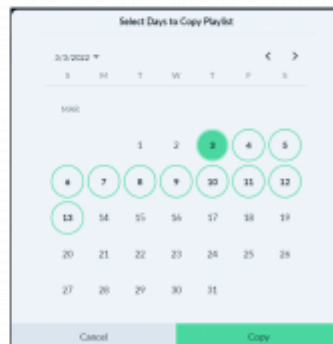 Select Days to Copy Playlist
3/3/2022
S M T W T F S
MAR
1 2 3 4 5
6 7 8 9 10 11 12
13 14 15 16 17 18 19
20 21 22 23 24 25 26
27 28 29 30 31
Cancel Copy